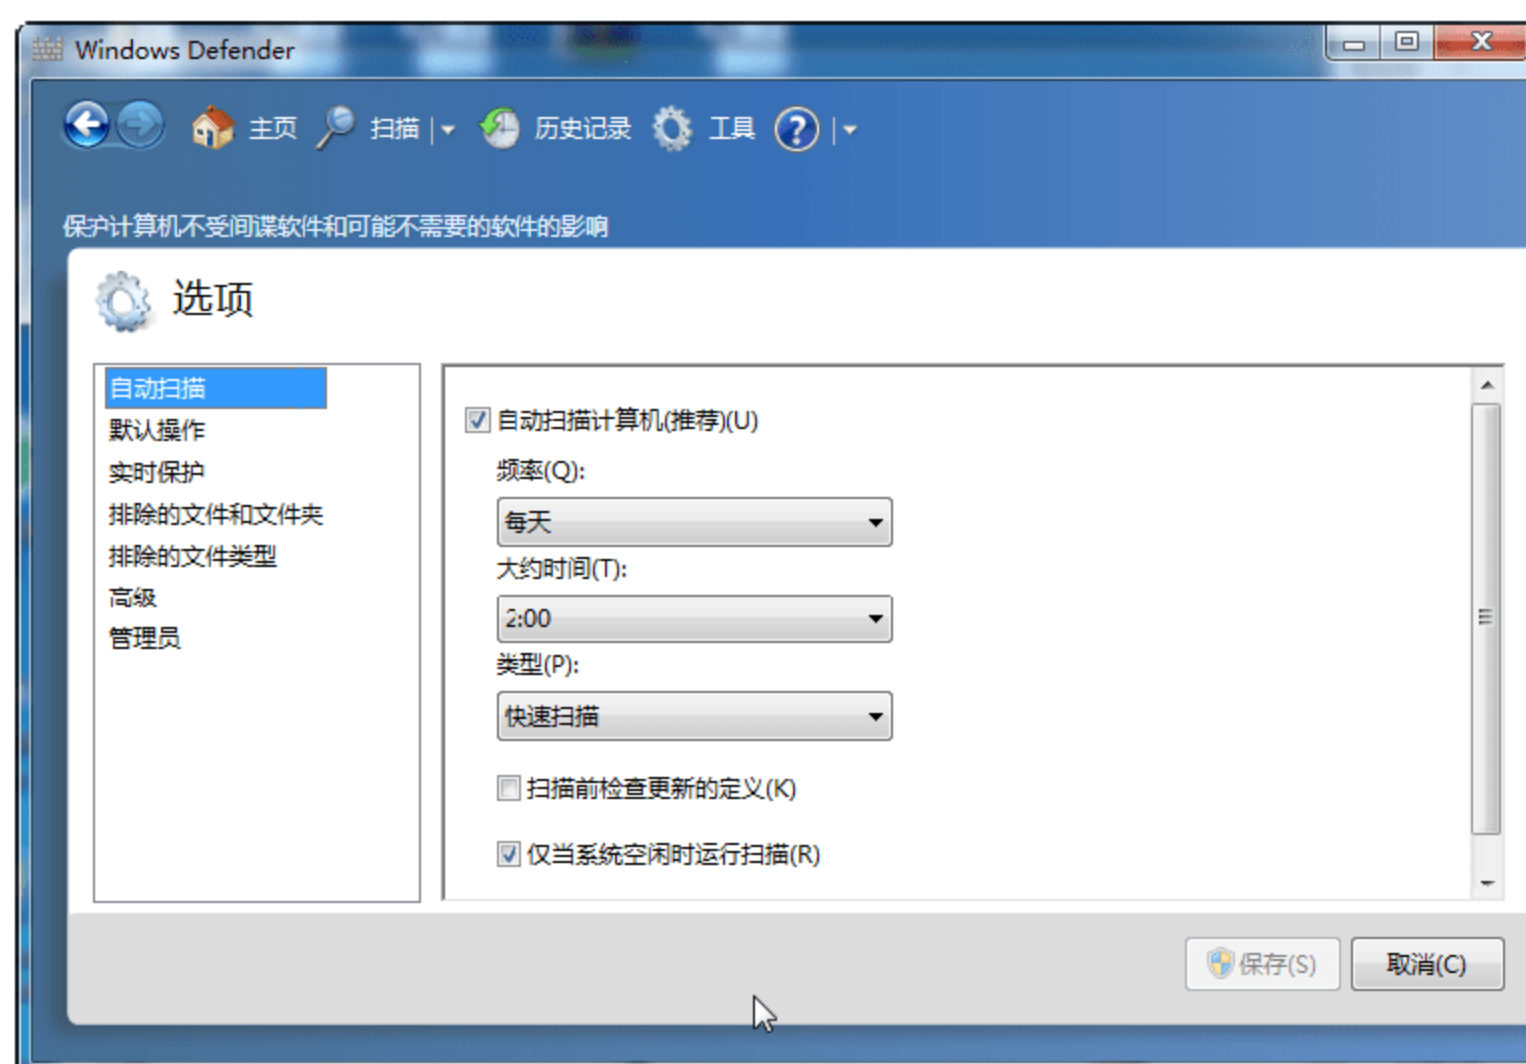 Windows Defender
主页 扫描 历史记录 工具
保护计算机不受间谍软件和可能不需要的软件的影响
选项
自动扫描
默认操作
实时保护
排除的文件和文件夹
排除的文件类型
高级
管理员
自动扫描计算机(推荐)(U)
频率(Q):
每天
大约时间(T):
2:00
类型(P):
快速扫描
扫描前检查更新的定义(K)
仅当系统空闲时运行扫描(R)
保存(S) 取消(C)